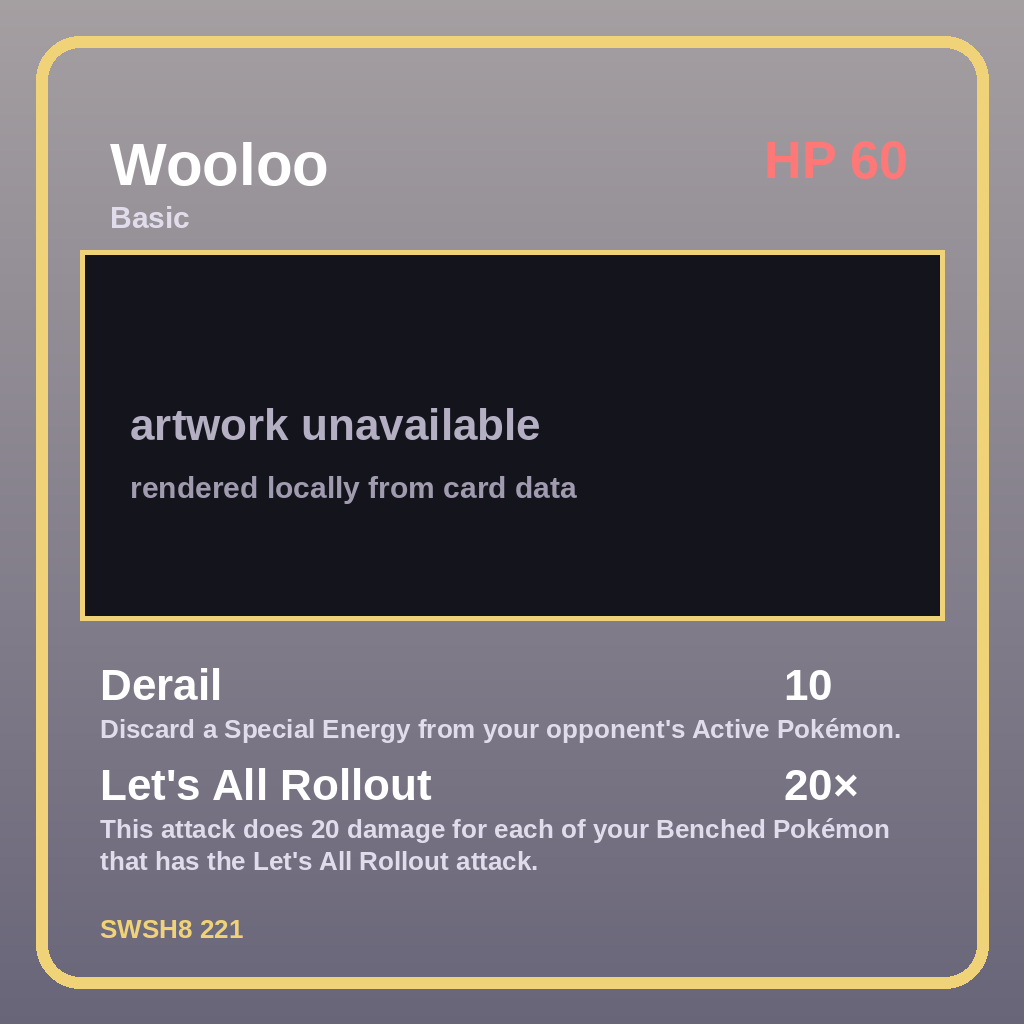 Wooloo
HP 60
Basic
artwork unavailable
rendered locally from card data
Derail 10
Discard a Special Energy from your opponent's Active Pokémon.
Let's All Rollout 20×
This attack does 20 damage for each of your Benched Pokémon
that has the Let's All Rollout attack.
SWSH8 221